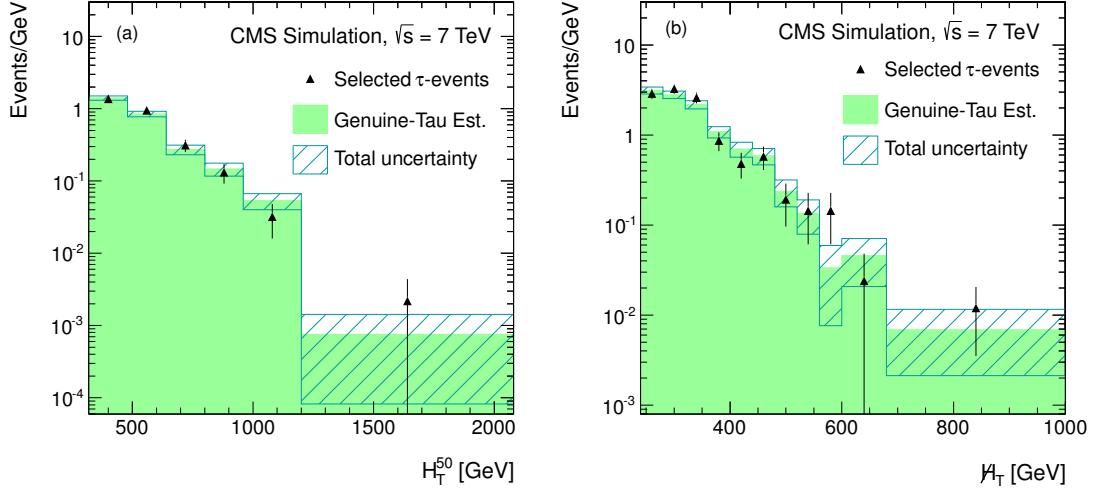 Events/GeV
(a)
CMS Simulation, √s = 7 TeV
Selected τ-events
Genuine-Tau Est.
Total uncertainty
10
1
10⁻¹
10⁻²
10⁻³
10⁻⁴
500 1000 1500 2000
H_T^50 [GeV]
Events/GeV
(b)
CMS Simulation, √s = 7 TeV
Selected τ-events
Genuine-Tau Est.
Total uncertainty
10
1
10⁻¹
10⁻²
10⁻³
400 600 800 1000
H̸_T [GeV]